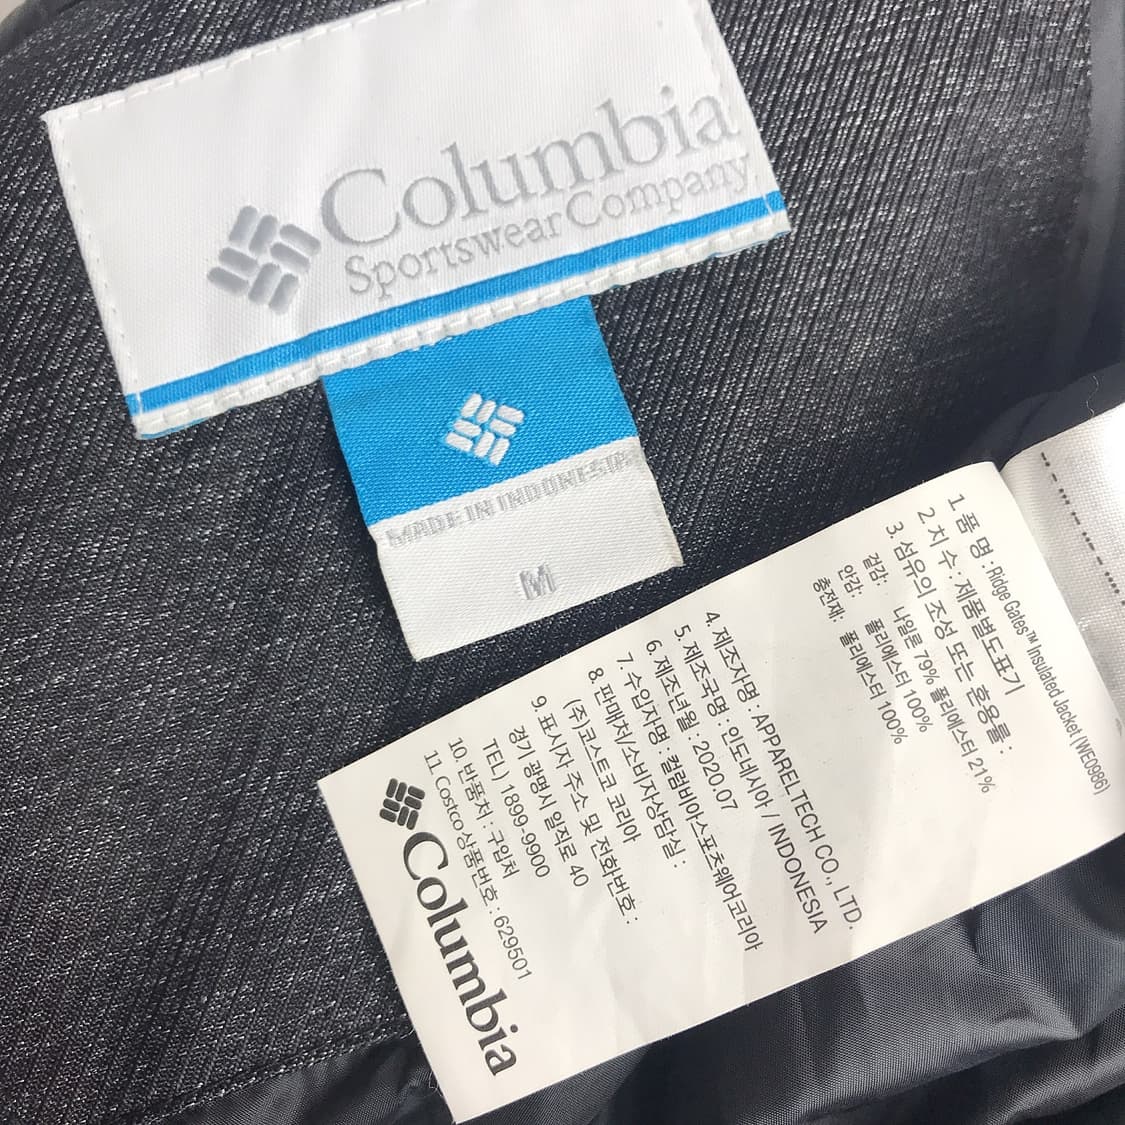 Columbia
Sportswear Company
MADE IN INDONESIA
M
1. 품 명 : Ridge Gates™ Insulated Jacket (WE0986)
2 치 수 : 제품별도표기
3. 섬유의 조성 또는 혼용률 :
겉감: 나일론 79% 폴리에스터 21%
안감: 폴리에스터 100%
충전재: 폴리에스터 100%
4. 제조자명 : APPARELTECH CO., LTD.
5. 제조국명 : 인도네시아 / INDONESIA
6. 제조년월 : 2020.07
7. 수입자명 : 컬럼비아스포츠웨어코리아
8. 판매처/소비자상담실 :
(주)코스트코 코리아
9. 표시자 주소 및 전화번호 :
경기 광명시 일직로 40
TEL) 1899-9900
10. 반품처 : 구입처
11. Costco 상품번호 : 629501
Columbia